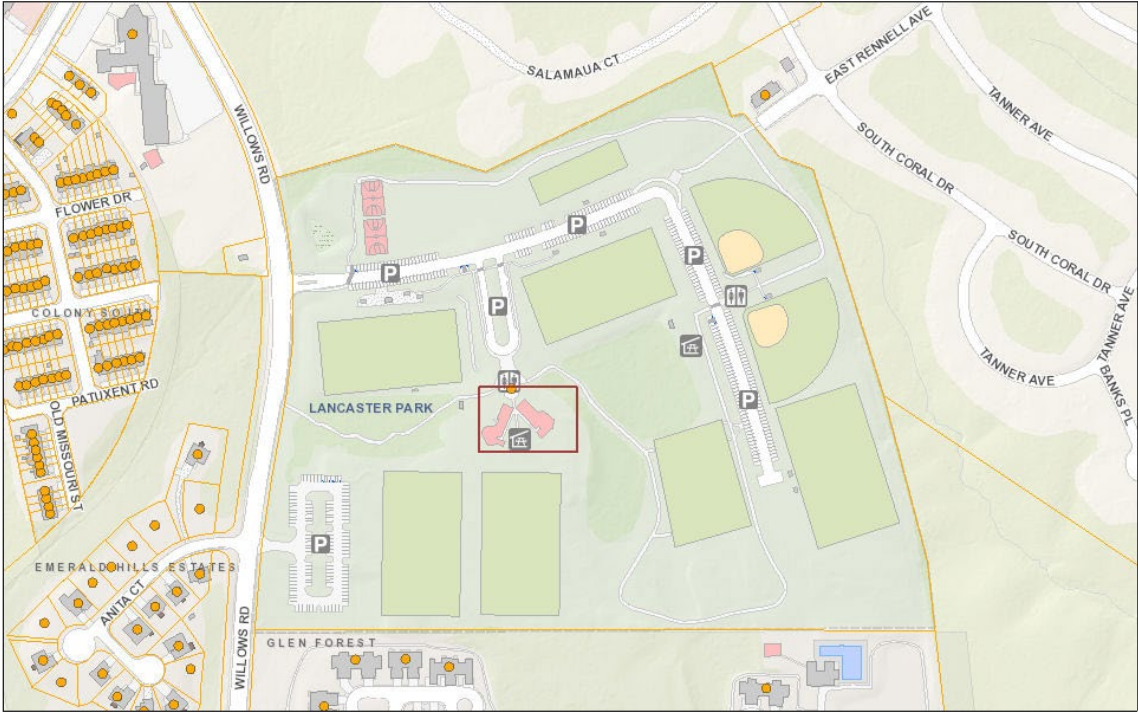 SALAMAUA CT
EAST RENNELL AVE
TANNER AVE
WILLOWS RD
SOUTH CORAL DR
FLOWER DR
P
P
SOUTH CORAL DR
P
COLONY SOUTH
P
TANNER AVE
TANNER AVE
PATUXENT RD
BANKS PL
OLD MISSOURI ST
LANCASTER PARK
P
P
EMERALD HILLS ESTATES
ANITA CT
WILLOWS RD
GLEN FOREST